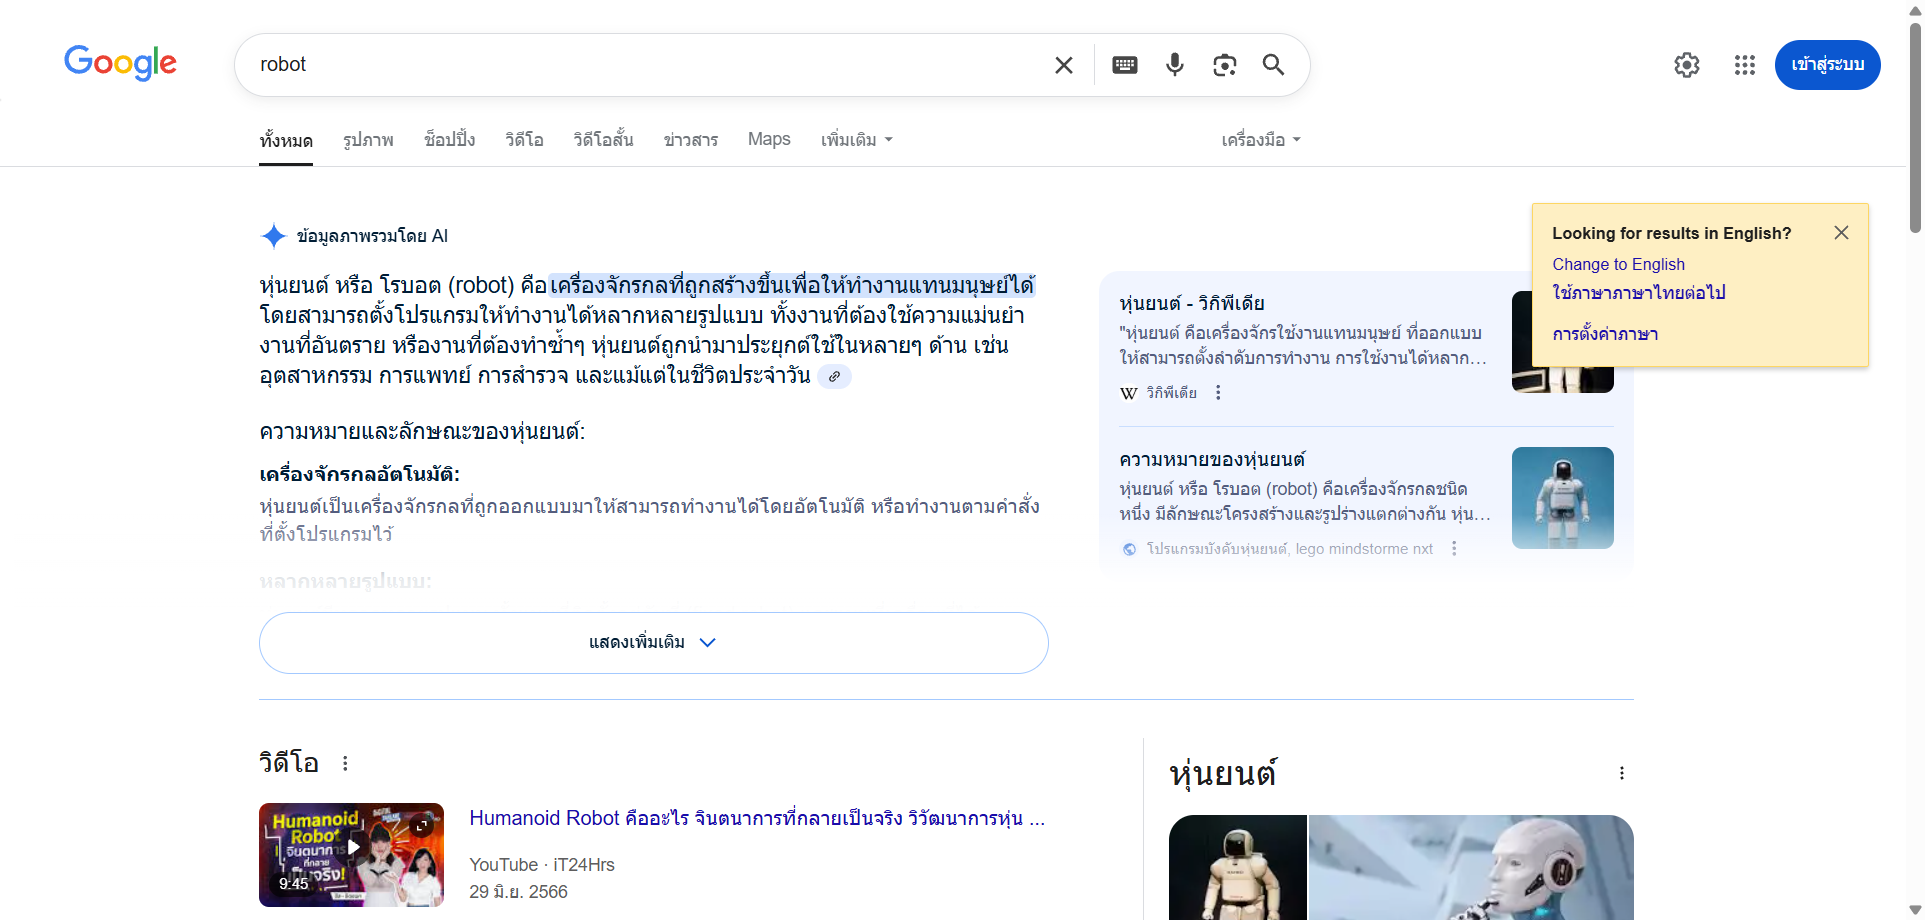 Google
robot
เข้าสู่ระบบ
ทั้งหมด
รูปภาพ
ช็อปปิ้ง
วิดีโอ
วิดีโอสั้น
ข่าวสาร
Maps
เพิ่มเติม
เครื่องมือ
ข้อมูลภาพรวมโดย AI
หุ่นยนต์ หรือ โรบอต (robot) คือเครื่องจักรกลที่ถูกสร้างขึ้นเพื่อให้ทำงานแทนมนุษย์ได้
โดยสามารถตั้งโปรแกรมให้ทำงานได้หลากหลายรูปแบบ ทั้งงานที่ต้องใช้ความแม่นยำ
งานที่อันตราย หรืองานที่ต้องทำซ้ำๆ หุ่นยนต์ถูกนำมาประยุกต์ใช้ในหลายๆ ด้าน เช่น
อุตสาหกรรม การแพทย์ การสำรวจ และแม้แต่ในชีวิตประจำวัน
ความหมายและลักษณะของหุ่นยนต์:
เครื่องจักรกลอัตโนมัติ:
หุ่นยนต์เป็นเครื่องจักรกลที่ถูกออกแบบมาให้สามารถทำงานได้โดยอัตโนมัติ หรือทำงานตามคำสั่ง
ที่ตั้งโปรแกรมไว้
หลากหลายรูปแบบ:
แสดงเพิ่มเติม
หุ่นยนต์ - วิกิพีเดีย
"หุ่นยนต์ คือเครื่องจักรใช้งานแทนมนุษย์ ที่ออกแบบ
ให้สามารถตั้งลำดับการทำงาน การใช้งานได้หลาก...
W วิกิพีเดีย
ความหมายของหุ่นยนต์
หุ่นยนต์ หรือ โรบอต (robot) คือเครื่องจักรกลชนิด
หนึ่ง มีลักษณะโครงสร้างและรูปร่างแตกต่างกัน หุ่น...
โปรแกรมบังคับหุ่นยนต์, lego mindstorme nxt
Looking for results in English?
Change to English
ใช้ภาษาภาษาไทยต่อไป
การตั้งค่าภาษา
วิดีโอ
Humanoid
Robot
จินตนาการ
ที่กลาย
เป็นจริง!
9:45
Humanoid Robot คืออะไร จินตนาการที่กลายเป็นจริง วิวัฒนาการหุ่น ...
YouTube · iT24Hrs
29 มิ.ย. 2566
หุ่นยนต์